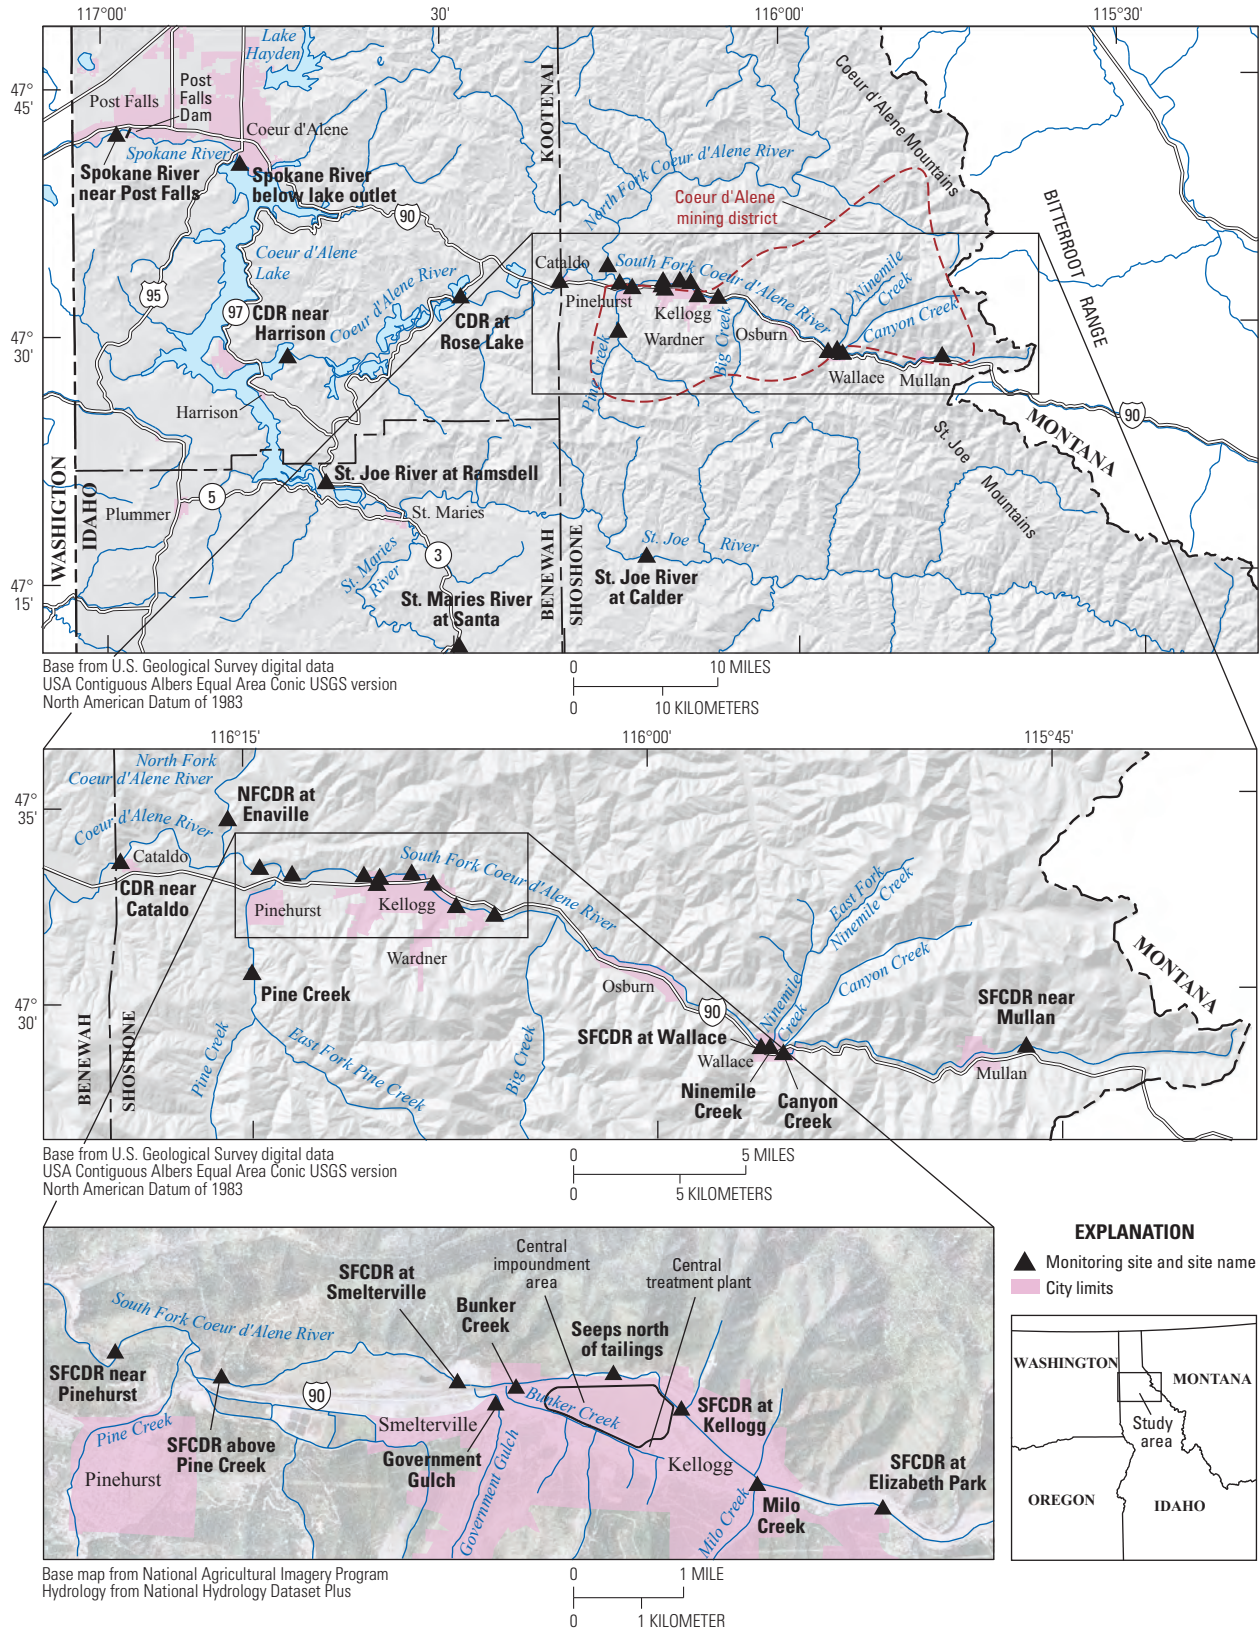 117°00'
30'
116°00'
115°30'
47°
45'
47°
30'
47°
15'
Lake
Hayden
Post
Falls
Dam
Post Falls
Coeur d'Alene
Spokane River
Spokane River
near Post Falls
Spokane River
below lake outlet
90
KOOTENAI
North Fork Coeur d'Alene River
Coeur d'Alene Mountains
Coeur d'Alene
mining district
BITTERROOT RANGE
Coeur d'Alene
Lake
95
97
CDR near
Harrison
Coeur d'Alene River
CDR at
Rose Lake
Cataldo
South Fork Coeur d'Alene River
Pinehurst
Kellogg
Wardner
Big Creek
Pine Creek
Osburn
Ninemile
Creek
Canyon Creek
Wallace
Mullan
90
MONTANA
Harrison
St. Joe River at Ramsdell
WASHIGTON
IDAHO
Plummer
5
St. Maries
3
St. Maries
River
St. Maries River
at Santa
BENEWAH
SHOSHONE
St. Joe River
St. Joe River
at Calder
St. Joe
Mountains
Base from U.S. Geological Survey digital data
USA Contiguous Albers Equal Area Conic USGS version
North American Datum of 1983
0 10 MILES
0 10 KILOMETERS
116°15'
116°00'
115°45'
47°
35'
47°
30'
North Fork
Coeur d'Alene River
NFCDR at
Enaville
Coeur d'Alene River
Cataldo
CDR near
Cataldo
South Fork Coeur d'Alene River
Pinehurst
Kellogg
Wardner
Pine Creek
Pine Creek
East Fork Pine Creek
Big Creek
Osburn
90
East Fork
Ninemile Creek
Ninemile
Creek
Canyon Creek
SFCDR at Wallace
Wallace
Ninemile
Creek
Canyon
Creek
SFCDR near
Mullan
Mullan
MONTANA
BENEWAH
SHOSHONE
Base from U.S. Geological Survey digital data
USA Contiguous Albers Equal Area Conic USGS version
North American Datum of 1983
0 5 MILES
0 5 KILOMETERS
South Fork Coeur d'Alene River
SFCDR at
Smelterville
Bunker
Creek
Central
impoundment
area
Central
treatment plant
Seeps north
of tailings
SFCDR near
Pinehurst
90
Bunker Creek
SFCDR at
Kellogg
Pine Creek
SFCDR above
Pine Creek
Smelterville
Government
Gulch
Government Gulch
Kellogg
SFCDR at
Elizabeth Park
Pinehurst
Milo Creek
Milo
Creek
Base map from National Agricultural Imagery Program
Hydrology from National Hydrology Dataset Plus
0 1 MILE
0 1 KILOMETER
EXPLANATION
Monitoring site and site name
City limits
WASHINGTON
MONTANA
Study
area
OREGON
IDAHO